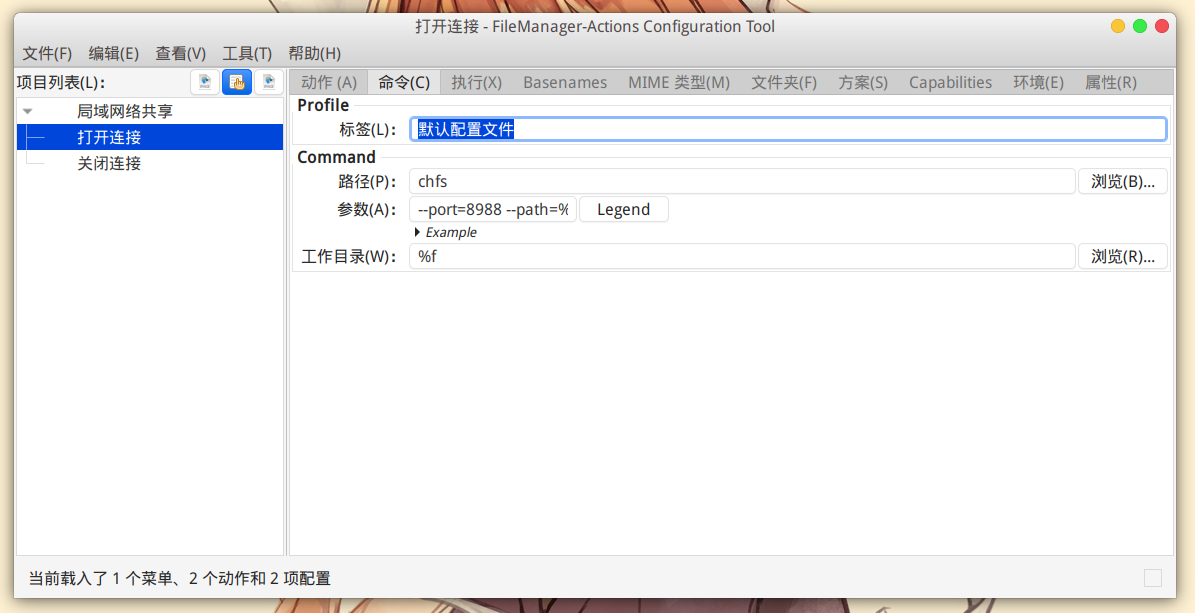 打开连接 - FileManager-Actions Configuration Tool
文件(F) 编辑(E) 查看(V) 工具(T) 帮助(H)
项目列表(L)：
动作 (A) 命令(C) 执行(X) Basenames MIME 类型(M) 文件夹(F) 方案(S) Capabilities 环境(E) 属性(R)
局域网络共享
打开连接
关闭连接
Profile
标签(L)： 默认配置文件
Command
路径(P)： chfs 浏览(B)...
参数(A)： --port=8988 --path=% Legend
Example
工作目录(W)： %f 浏览(R)...
当前载入了 1 个菜单、2 个动作和 2 项配置